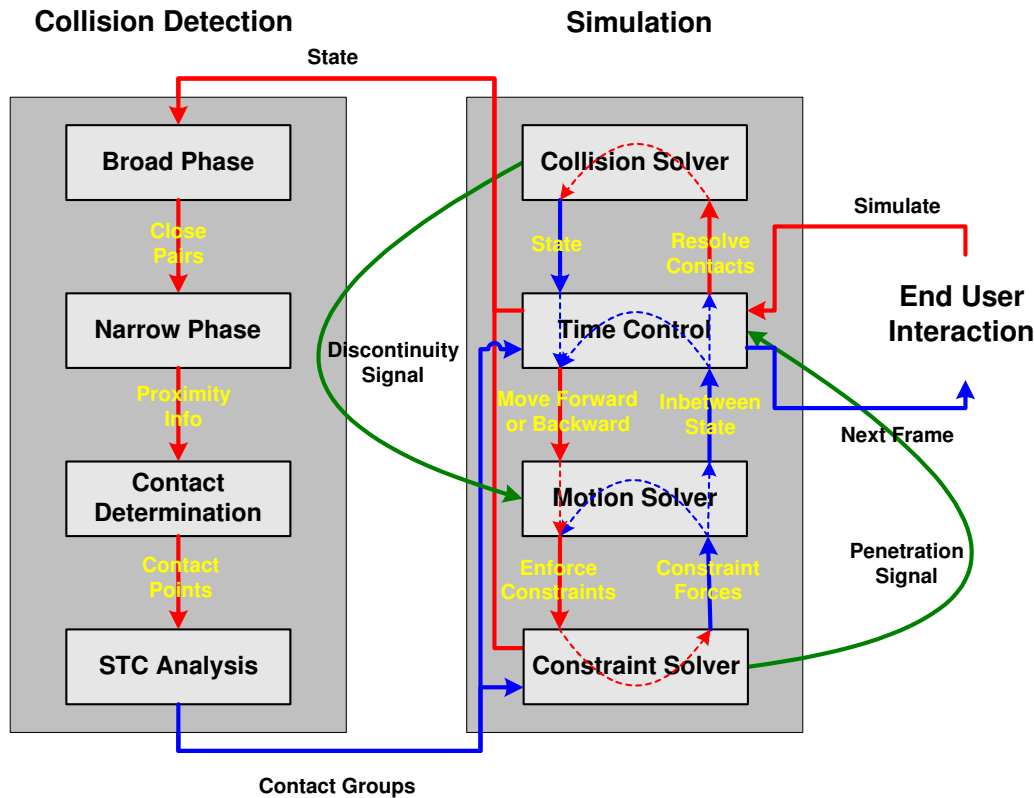 Collision Detection
Simulation
State
Broad Phase
Close
Pairs
Narrow Phase
Proximity
Info
Contact
Determination
Contact
Points
STC Analysis
Contact Groups
Discontinuity
Signal
Collision Solver
State
Resolve
Contacts
Time Control
Move Forward
or Backward
Inbetween
State
Motion Solver
Enforce
Constraints
Constraint
Forces
Constraint Solver
Simulate
End User
Interaction
Next Frame
Penetration
Signal